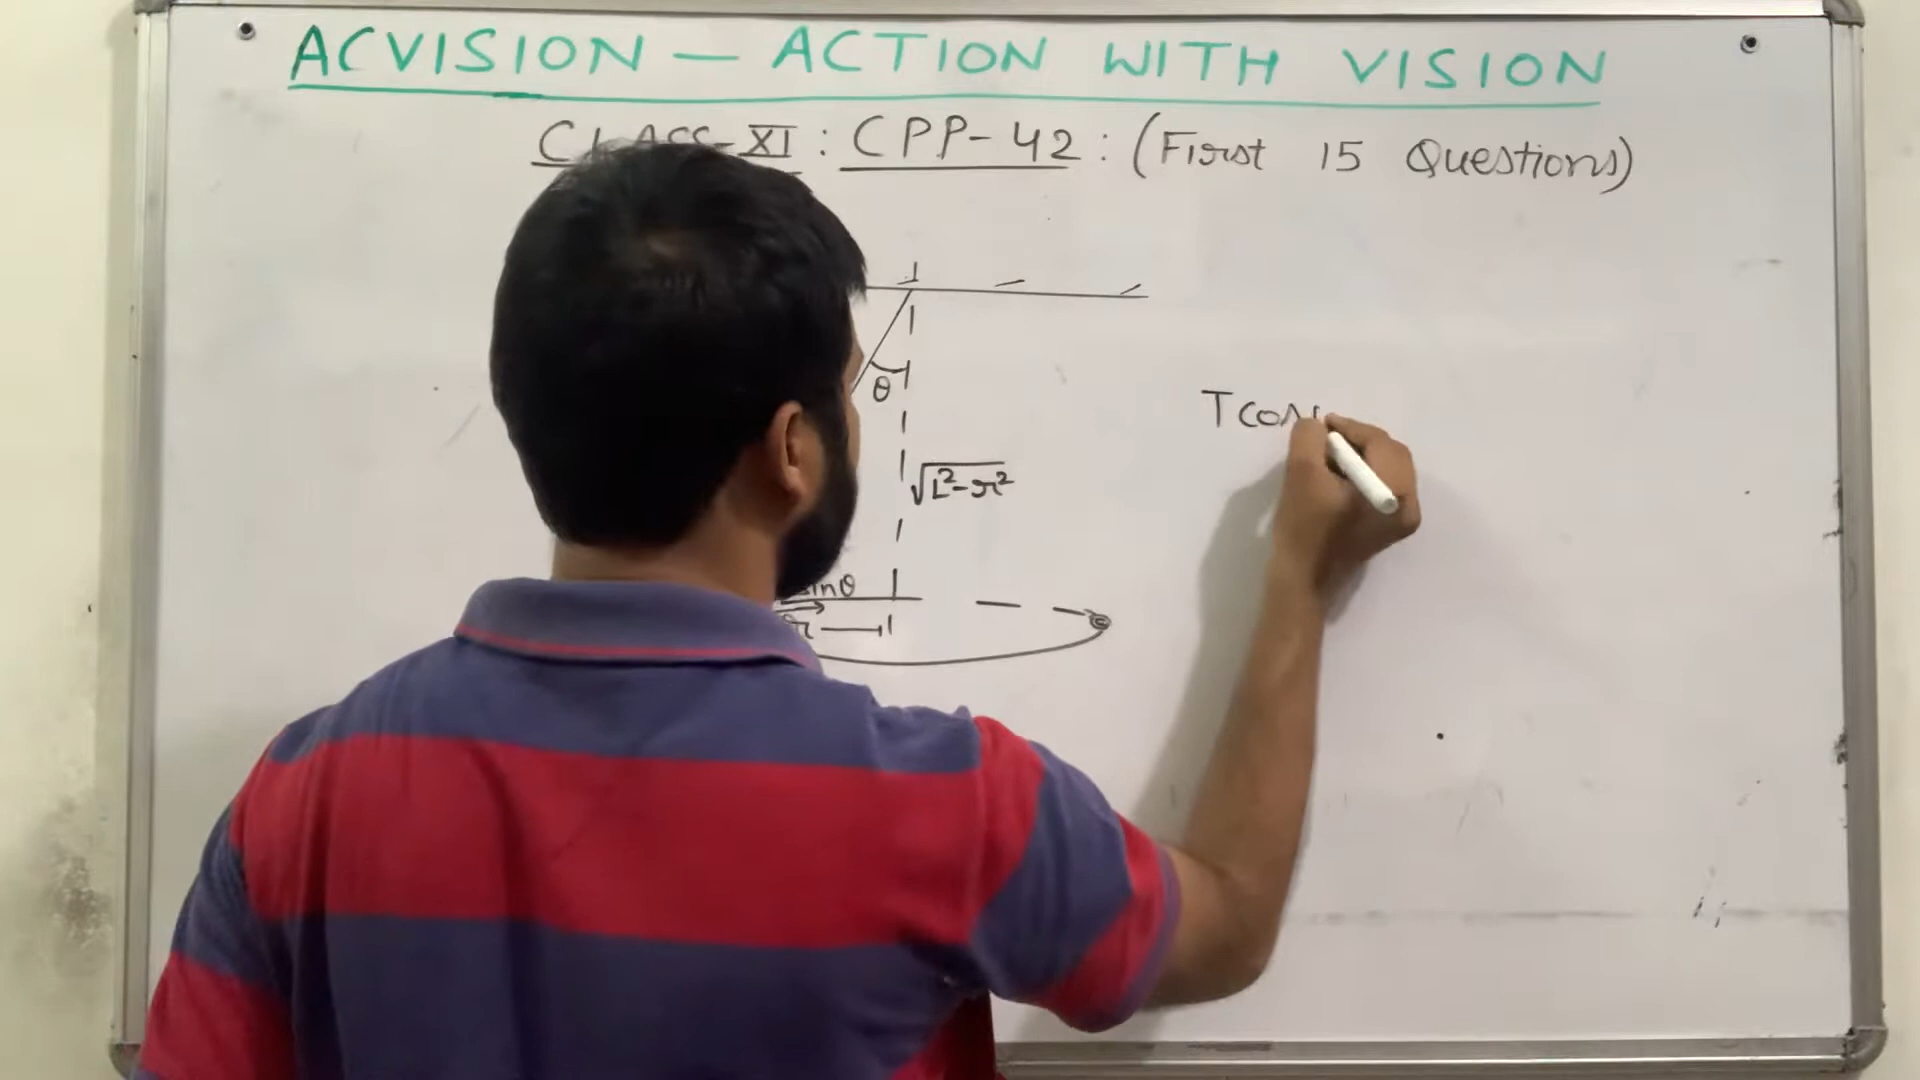 ACVISION — ACTION WITH VISION
CLASS-XI : CPP-42 : (First 15 Questions)
θ
√L²-r²
Tcos
sinθ
r